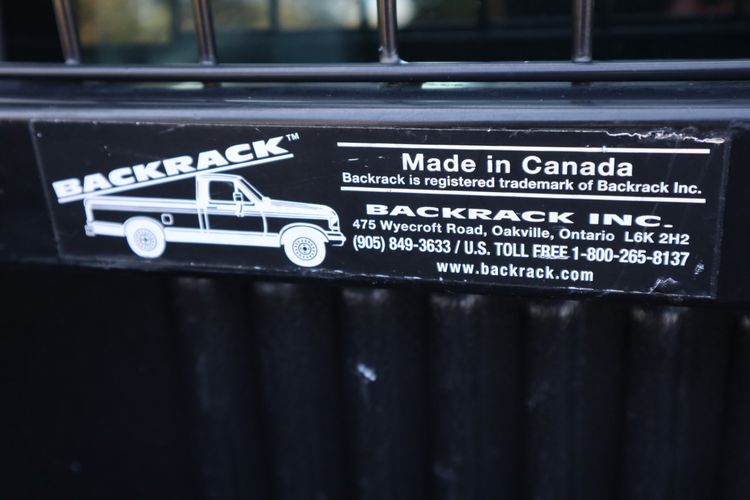 BACKRACK™
Made in Canada
Backrack is registered trademark of Backrack Inc.
BACKRACK INC.
475 Wyecroft Road, Oakville, Ontario L6K 2H2
(905) 849-3633 / U.S. TOLL FREE 1-800-265-8137
www.backrack.com